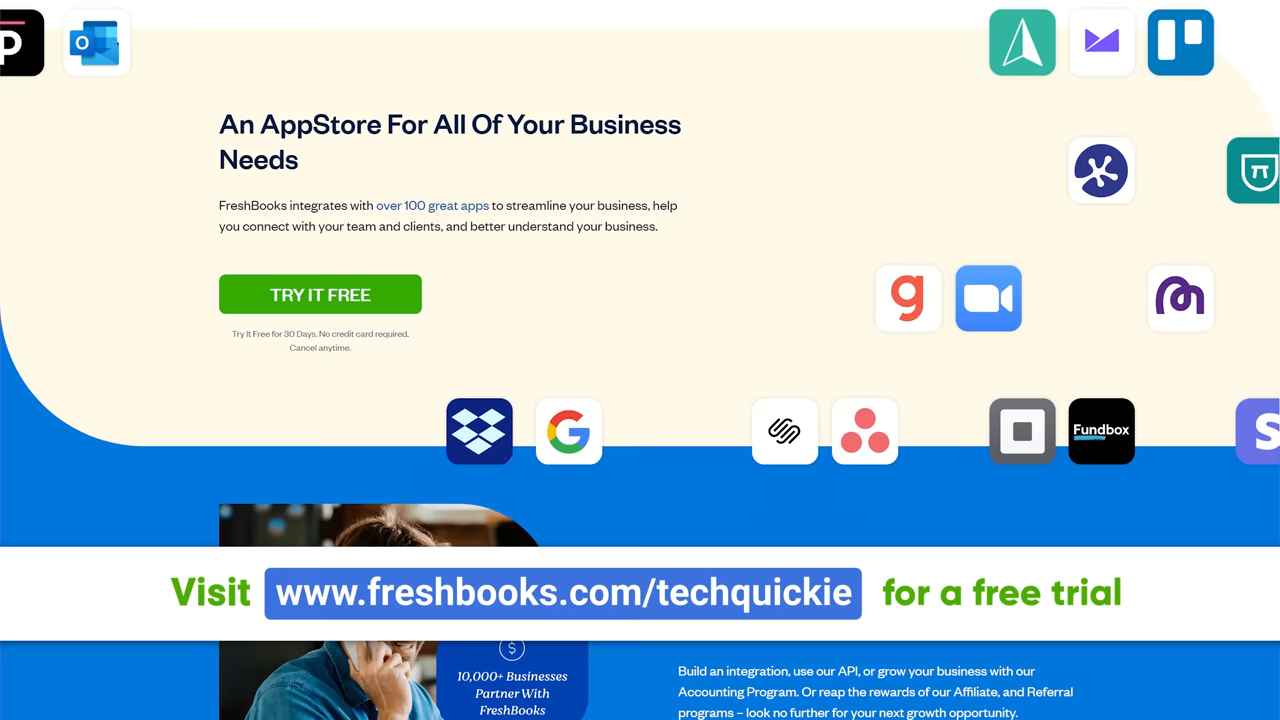 An AppStore For All Of Your Business
Needs
FreshBooks integrates with over 100 great apps to streamline your business, help
you connect with your team and clients, and better understand your business.
TRY IT FREE
Try It Free for 30 Days. No credit card required.
Cancel anytime.
Fundbox
Visit www.freshbooks.com/techquickie for a free trial
10,000+ Businesses
Partner With
FreshBooks
Build an integration, use our API, or grow your business with our
Accounting Program. Or reap the rewards of our Affiliate, and Referral
programs – look no further for your next growth opportunity.